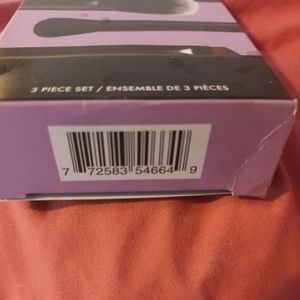 3 PIECE SET / ENSEMBLE DE 3 PIÈCES
7 72583 54664 9